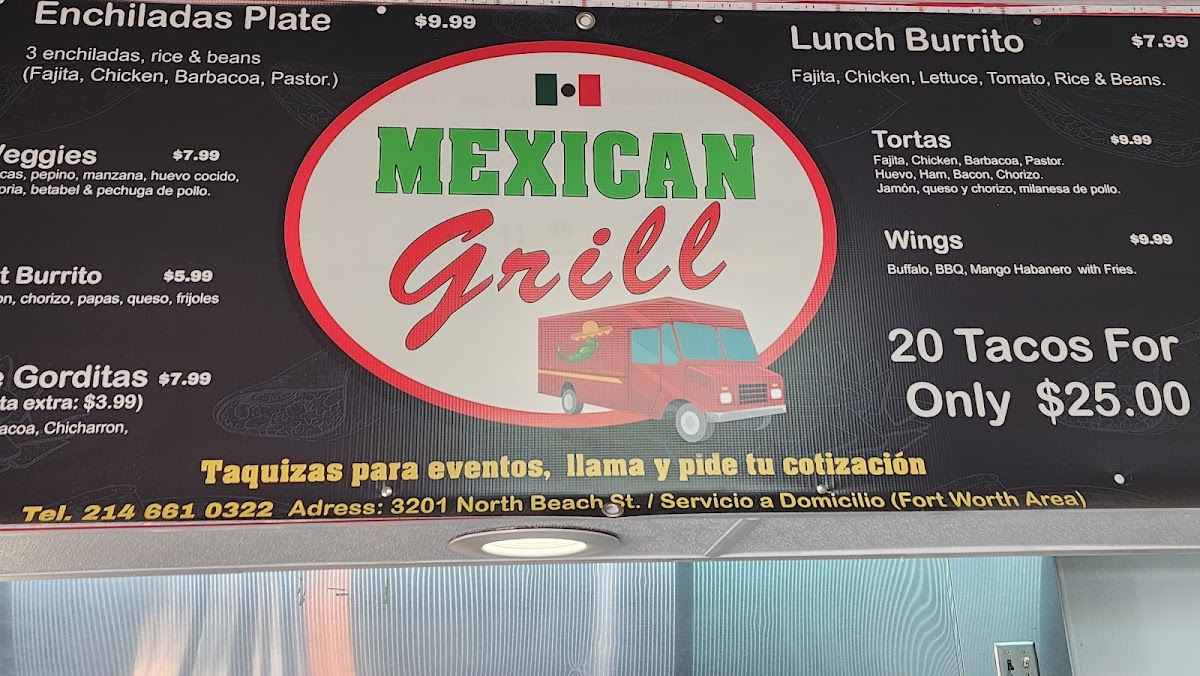 Enchiladas Plate $9.99
3 enchiladas, rice & beans
(Fajita, Chicken, Barbacoa, Pastor.)
Veggies $7.99
pepino, manzana, huevo cocido,
betabel & pechuga de pollo.
Burrito $5.99
chorizo, papas, queso, frijoles
Gorditas $7.99
extra: $3.99)
Chicharron,
MEXICAN
Grill
Lunch Burrito $7.99
Fajita, Chicken, Lettuce, Tomato, Rice & Beans.
Tortas $9.99
Fajita, Chicken, Barbacoa, Pastor.
Huevo, Ham, Bacon, Chorizo.
Jamón, queso y chorizo, milanesa de pollo.
Wings $9.99
Buffalo, BBQ, Mango Habanero with Fries.
20 Tacos For
Only $25.00
Taquizas para eventos, llama y pide tu cotización
Tel. 214 661 0322 Adress: 3201 North Beach St. / Servicio a Domicilio (Fort Worth Area)